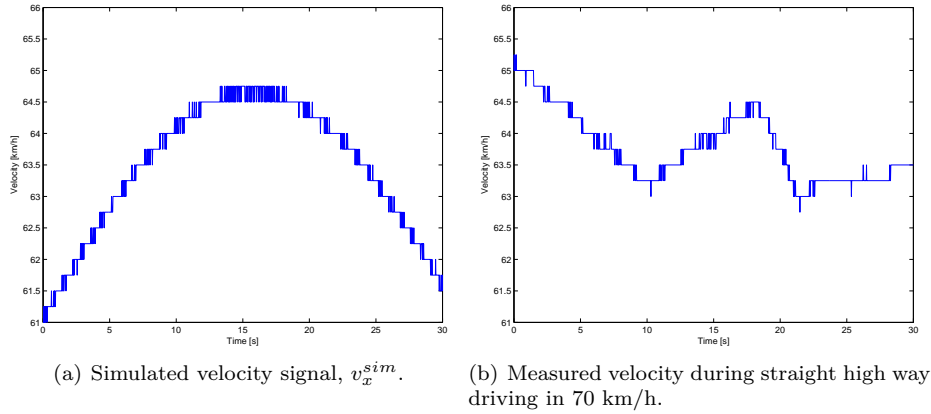 66
65.5
65
64.5
64
63.5
63
62.5
62
61.5
61
Velocity [km/h]
0 5 10 15 20 25 30
Time [s]
(a) Simulated velocity signal, v_x^{sim}.
66
65.5
65
64.5
64
63.5
63
62.5
62
61.5
61
Velocity [km/h]
0 5 10 15 20 25 30
Time [s]
(b) Measured velocity during straight high way
driving in 70 km/h.